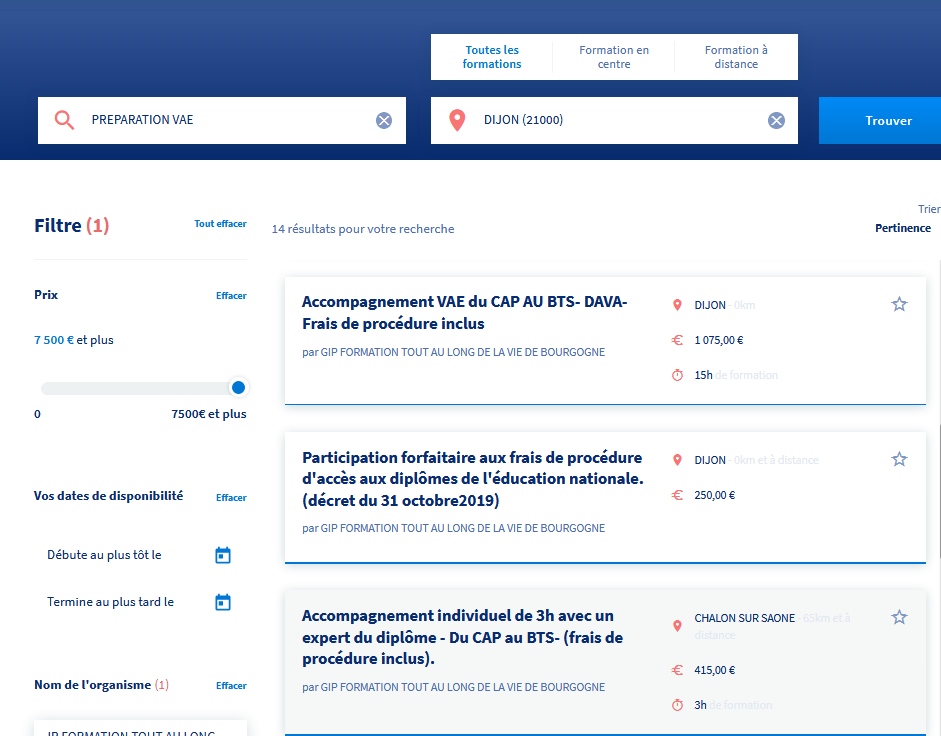 Toutes les
formations
Formation en
centre
Formation à
distance
PREPARATION VAE
DIJON (21000)
Trouver
Filtre (1)
Tout effacer
14 résultats pour votre recherche
Trier
Pertinence
Prix
Effacer
7 500 € et plus
0
7500€ et plus
Vos dates de disponibilité
Effacer
Débute au plus tôt le
Termine au plus tard le
Nom de l'organisme (1)
Effacer
IP FORMATION TOUT AU LONG
Accompagnement VAE du CAP AU BTS- DAVA-
Frais de procédure inclus
par GIP FORMATION TOUT AU LONG DE LA VIE DE BOURGOGNE
DIJON - 0km
1 075,00 €
15h de formation
Participation forfaitaire aux frais de procédure
d'accès aux diplômes de l'éducation nationale.
(décret du 31 octobre2019)
par GIP FORMATION TOUT AU LONG DE LA VIE DE BOURGOGNE
DIJON - 0km et à distance
250,00 €
Accompagnement individuel de 3h avec un
expert du diplôme - Du CAP au BTS- (frais de
procédure inclus).
par GIP FORMATION TOUT AU LONG DE LA VIE DE BOURGOGNE
CHALON SUR SAONE - 65km et à
distance
415,00 €
3h de formation